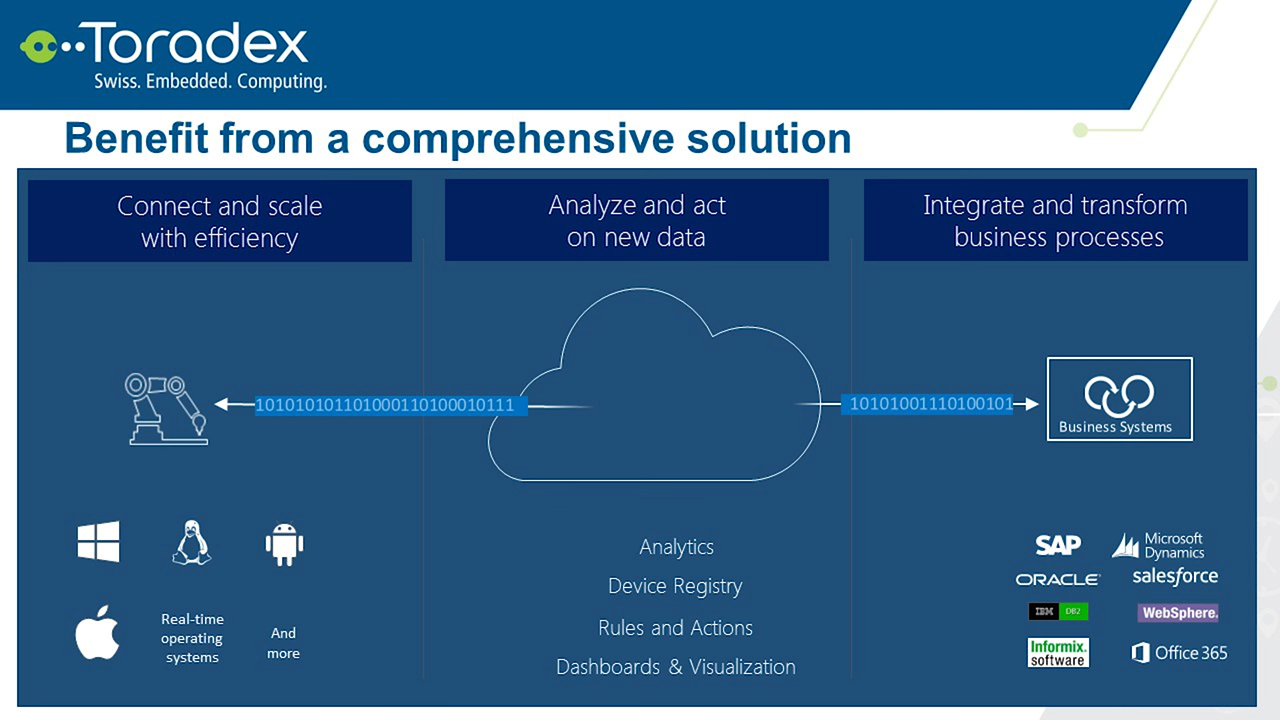 Toradex
Swiss. Embedded. Computing.
Benefit from a comprehensive solution
Connect and scale
with efficiency
Analyze and act
on new data
Integrate and transform
business processes
101010101101000110100010111
10101001110100101
Business Systems
Real-time
operating
systems
And
more
Analytics
Device Registry
Rules and Actions
Dashboards & Visualization
SAP
Microsoft
Dynamics
ORACLE
salesforce
IBM DB2
WebSphere.
Informix.
software
Office 365